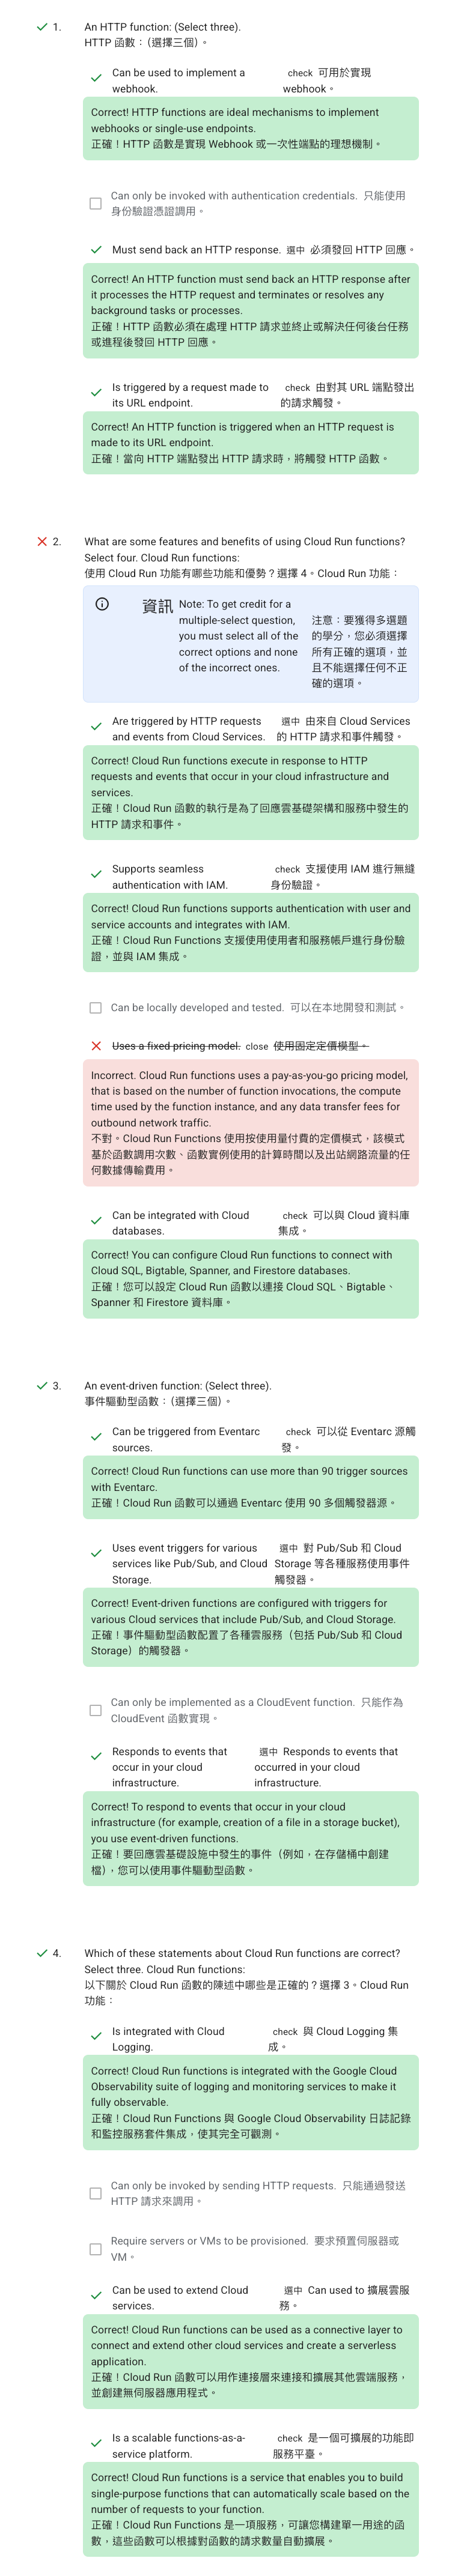 1. An HTTP function: (Select three).
HTTP 函數：（選擇三個）。
Can be used to implement a
webhook.
check 可用於實現
webhook。
Correct! HTTP functions are ideal mechanisms to implement
webhooks or single-use endpoints.
正確！HTTP 函數是實現 Webhook 或一次性端點的理想機制。
Can only be invoked with authentication credentials. 只能使用
身份驗證憑證調用。
Must send back an HTTP response. 選中 必須發回 HTTP 回應。
Correct! An HTTP function must send back an HTTP response after
it processes the HTTP request and terminates or resolves any
background tasks or processes.
正確！HTTP 函數必須在處理 HTTP 請求並終止或解決任何後台任務
或進程後發回 HTTP 回應。
Is triggered by a request made to
its URL endpoint.
check 由對其 URL 端點發出
的請求觸發。
Correct! An HTTP function is triggered when an HTTP request is
made to its URL endpoint.
正確！當向 HTTP 端點發出 HTTP 請求時，將觸發 HTTP 函數。
2. What are some features and benefits of using Cloud Run functions?
Select four. Cloud Run functions:
使用 Cloud Run 功能有哪些功能和優勢？選擇 4。Cloud Run 功能：
資訊
Note: To get credit for a
multiple-select question,
you must select all of the
correct options and none
of the incorrect ones.
注意：要獲得多選題
的學分，您必須選擇
所有正確的選項，並
且不能選擇任何不正
確的選項。
Are triggered by HTTP requests
and events from Cloud Services.
選中 由來自 Cloud Services
的 HTTP 請求和事件觸發。
Correct! Cloud Run functions execute in response to HTTP
requests and events that occur in your cloud infrastructure and
services.
正確！Cloud Run 函數的執行是為了回應雲基礎架構和服務中發生的
HTTP 請求和事件。
Supports seamless
authentication with IAM.
check 支援使用 IAM 進行無縫
身份驗證。
Correct! Cloud Run functions supports authentication with user and
service accounts and integrates with IAM.
正確！Cloud Run Functions 支援使用使用者和服務帳戶進行身份驗
證，並與 IAM 集成。
Can be locally developed and tested. 可以在本地開發和測試。
Uses a fixed pricing model. close 使用固定定價模型。
Incorrect. Cloud Run functions uses a pay-as-you-go pricing model,
that is based on the number of function invocations, the compute
time used by the function instance, and any data transfer fees for
outbound network traffic.
不對。Cloud Run Functions 使用按使用量付費的定價模式，該模式
基於函數調用次數、函數實例使用的計算時間以及出站網路流量的任
何數據傳輸費用。
Can be integrated with Cloud
databases.
check 可以與 Cloud 資料庫
集成。
Correct! You can configure Cloud Run functions to connect with
Cloud SQL, Bigtable, Spanner, and Firestore databases.
正確！您可以設定 Cloud Run 函數以連接 Cloud SQL、Bigtable、
Spanner 和 Firestore 資料庫。
3. An event-driven function: (Select three).
事件驅動型函數：（選擇三個）。
Can be triggered from Eventarc
sources.
check 可以從 Eventarc 源觸
發。
Correct! Cloud Run functions can use more than 90 trigger sources
with Eventarc.
正確！Cloud Run 函數可以通過 Eventarc 使用 90 多個觸發器源。
Uses event triggers for various
services like Pub/Sub, and Cloud
Storage.
選中 對 Pub/Sub 和 Cloud
Storage 等各種服務使用事件
觸發器。
Correct! Event-driven functions are configured with triggers for
various Cloud services that include Pub/Sub, and Cloud Storage.
正確！事件驅動型函數配置了各種雲服務（包括 Pub/Sub 和 Cloud
Storage）的觸發器。
Can only be implemented as a CloudEvent function. 只能作為
CloudEvent 函數實現。
Responds to events that
occur in your cloud
infrastructure.
選中 Responds to events that
occurred in your cloud
infrastructure.
Correct! To respond to events that occur in your cloud
infrastructure (for example, creation of a file in a storage bucket),
you use event-driven functions.
正確！要回應雲基礎設施中發生的事件（例如，在存儲桶中創建
檔），您可以使用事件驅動型函數。
4. Which of these statements about Cloud Run functions are correct?
Select three. Cloud Run functions:
以下關於 Cloud Run 函數的陳述中哪些是正確的？選擇 3。Cloud Run
功能：
Is integrated with Cloud
Logging.
check 與 Cloud Logging 集
成。
Correct! Cloud Run functions is integrated with the Google Cloud
Observability suite of logging and monitoring services to make it
fully observable.
正確！Cloud Run Functions 與 Google Cloud Observability 日誌記錄
和監控服務套件集成，使其完全可觀測。
Can only be invoked by sending HTTP requests. 只能通過發送
HTTP 請求來調用。
Require servers or VMs to be provisioned. 要求預置伺服器或
VM。
Can be used to extend Cloud
services.
選中 Can used to 擴展雲服
務。
Correct! Cloud Run functions can be used as a connective layer to
connect and extend other cloud services and create a serverless
application.
正確！Cloud Run 函數可以用作連接層來連接和擴展其他雲端服務，
並創建無伺服器應用程式。
Is a scalable functions-as-a-
service platform.
check 是一個可擴展的功能即
服務平臺。
Correct! Cloud Run functions is a service that enables you to build
single-purpose functions that can automatically scale based on the
number of requests to your function.
正確！Cloud Run Functions 是一項服務，可讓您構建單一用途的函
數，這些函數可以根據對函數的請求數量自動擴展。